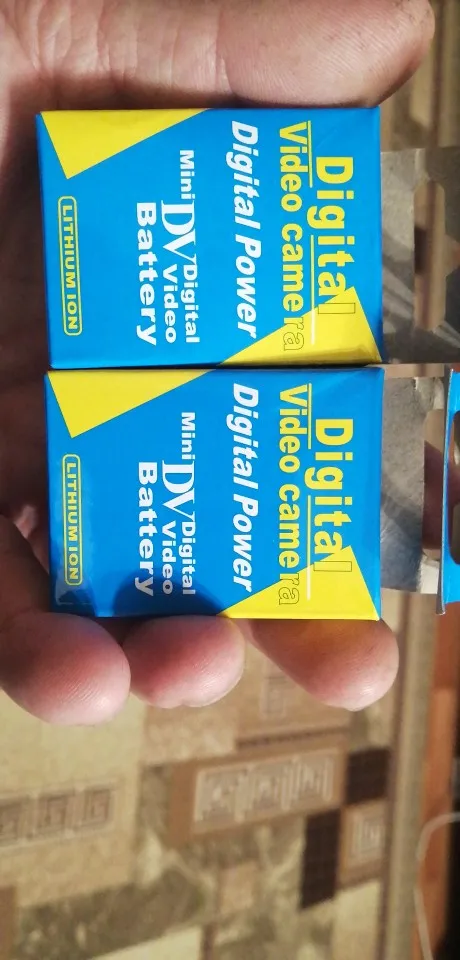 Digital
Video camera
Digital Power
Mini DV Digital
Video
Battery
LITHIUM ION
Digital
Video camera
Digital Power
Mini DV Digital
Video
Battery
LITHIUM ION